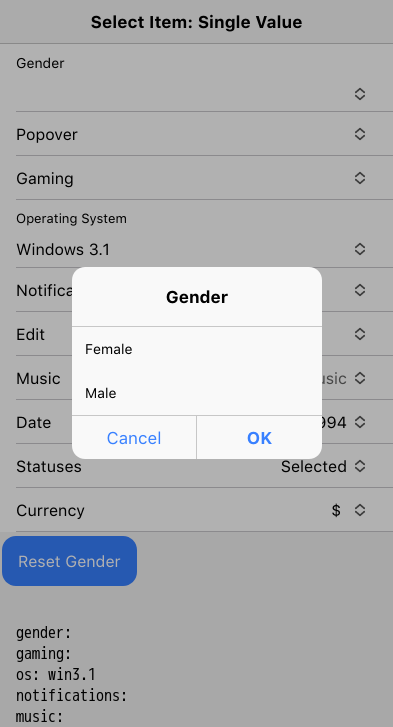 Select Item: Single Value
Gender
Popover
Gaming
Operating System
Windows 3.1
Notifica
Gender
Edit
Female
Music usic
Male
Date 994
Cancel OK
Statuses Selected
Currency $
Reset Gender
gender:
gaming:
os: win3.1
notifications:
music: